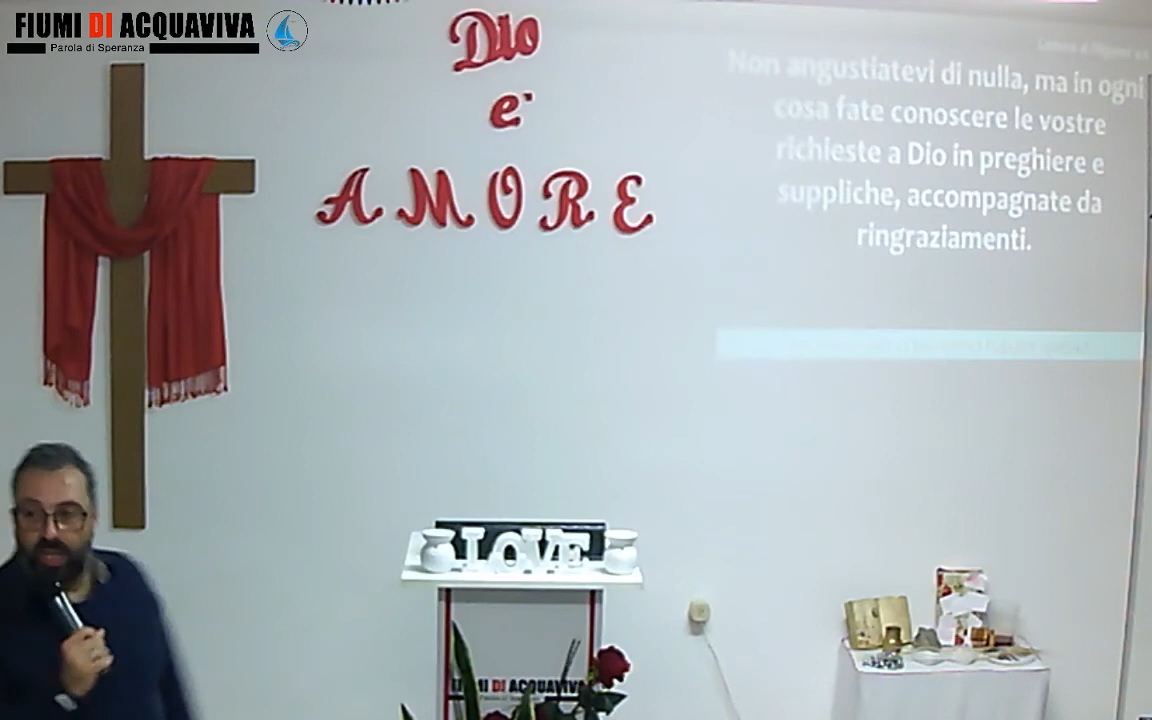 FIUMI DI ACQUAVIVA
Parola di Speranza
Dio
e'
AMORE
Non angustiatevi di nulla, ma in ogni
cosa fate conoscere le vostre
richieste a Dio in preghiere e
suppliche, accompagnate da
ringraziamenti.
LOVE
FIUMI DI ACQUAVIVA